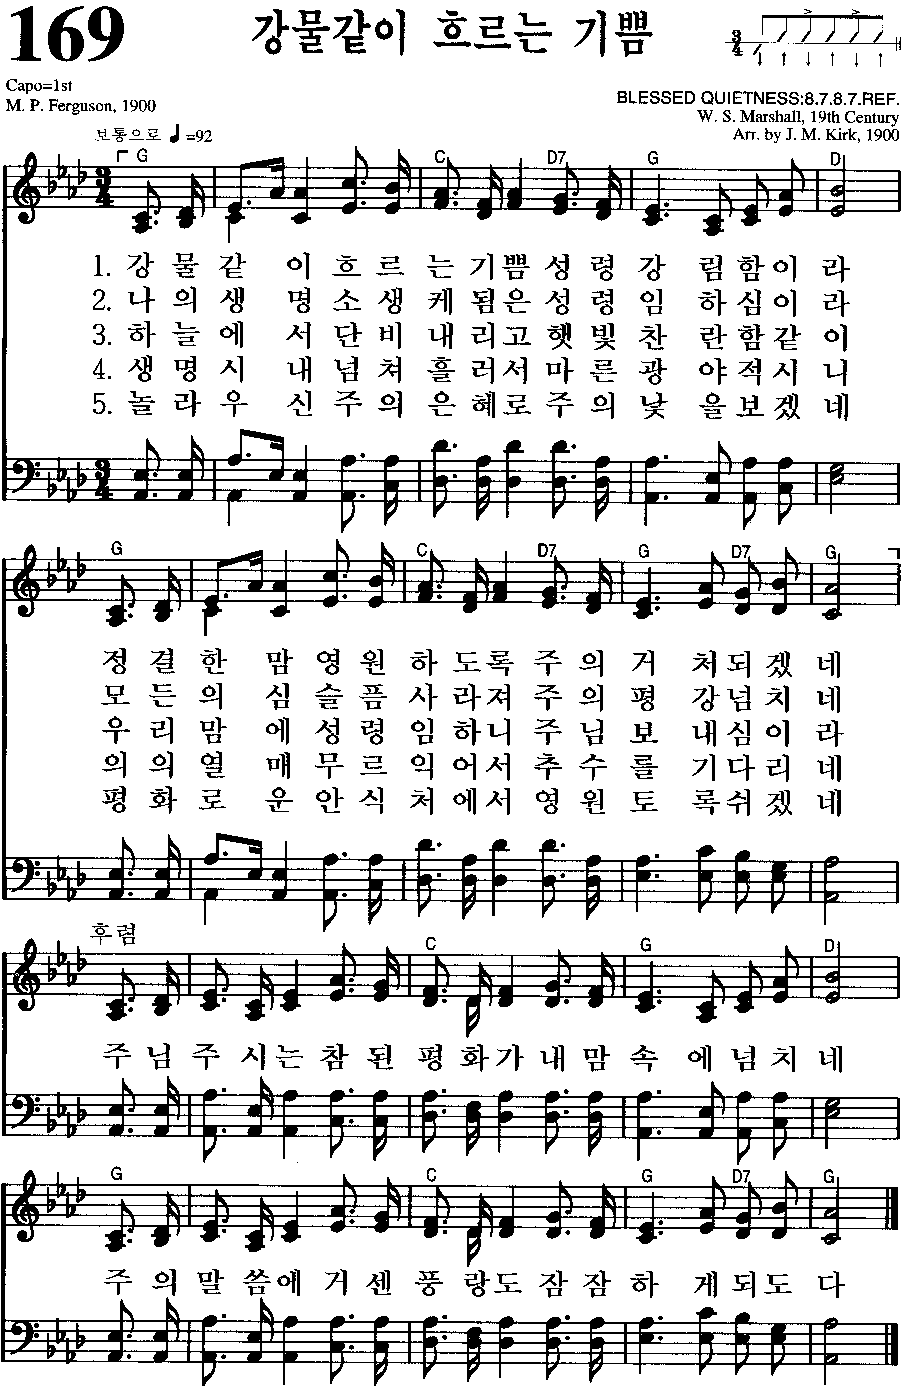 169 강물같이 흐르는 기쁨
Capo=1st
M. P. Ferguson, 1900
BLESSED QUIETNESS:8.7.8.7.REF.
W. S. Marshall, 19th Century
Arr. by J. M. Kirk, 1900
보통으로 ♩=92
3/4
G C D7 G D
1. 강 물 같 이 흐 르 는 기 쁨 성 령 강 림 함 이 라
2. 나 의 생 명 소 생 케 됨 은 성 령 임 하 심 이 라
3. 하 늘 에 서 단 비 내 리 고 햇 빛 찬 란 함 같 이
4. 생 명 시 내 넘 쳐 흘 러 서 마 른 광 야 적 시 니
5. 놀 라 우 신 주 의 은 혜 로 주 의 낯 을 보 겠 네
G C D7 G D7 G
정 결 한 맘 영 원 하 도 록 주 의 거 처 되 겠 네
모 든 의 심 슬 픔 사 라 져 주 의 평 강 넘 치 네
우 리 맘 에 성 령 임 하 니 주 님 보 내 심 이 라
의 의 열 매 무 르 익 어 서 추 수 를 기 다 리 네
평 화 로 운 안 식 처 에 서 영 원 토 록 쉬 겠 네
후렴
C G D
주 님 주 시 는 참 된 평 화 가 내 맘 속 에 넘 치 네
G C G D7 G
주 의 말 씀 에 거 센 풍 랑 도 잠 잠 하 게 되 도 다